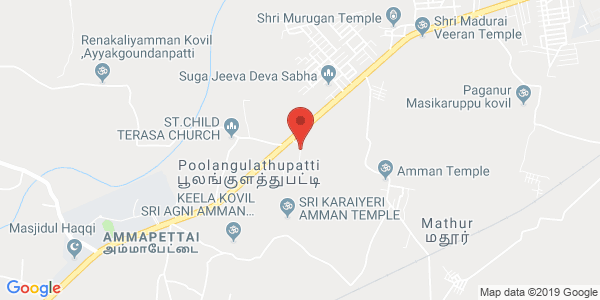 Shri Murugan Temple
Shri Madurai
Veeran Temple
Renakaliyamman Kovil
,Ayyakgoundanpatti
Suga Jeeva Deva Sabha
Paganur
Masikaruppu kovil
ST.CHILD
TERASA CHURCH
Poolangulathupatti
பூலங்குளத்துபட்டி
Amman Temple
KEELA KOVIL
SRI AGNI AMMAN...
SRI KARAIYERI
AMMAN TEMPLE
Mathur
மதூர்
Masjidul Haqqi
AMMAPETTAI
அம்மாபேட்டை
Google
Map data ©2019 Google